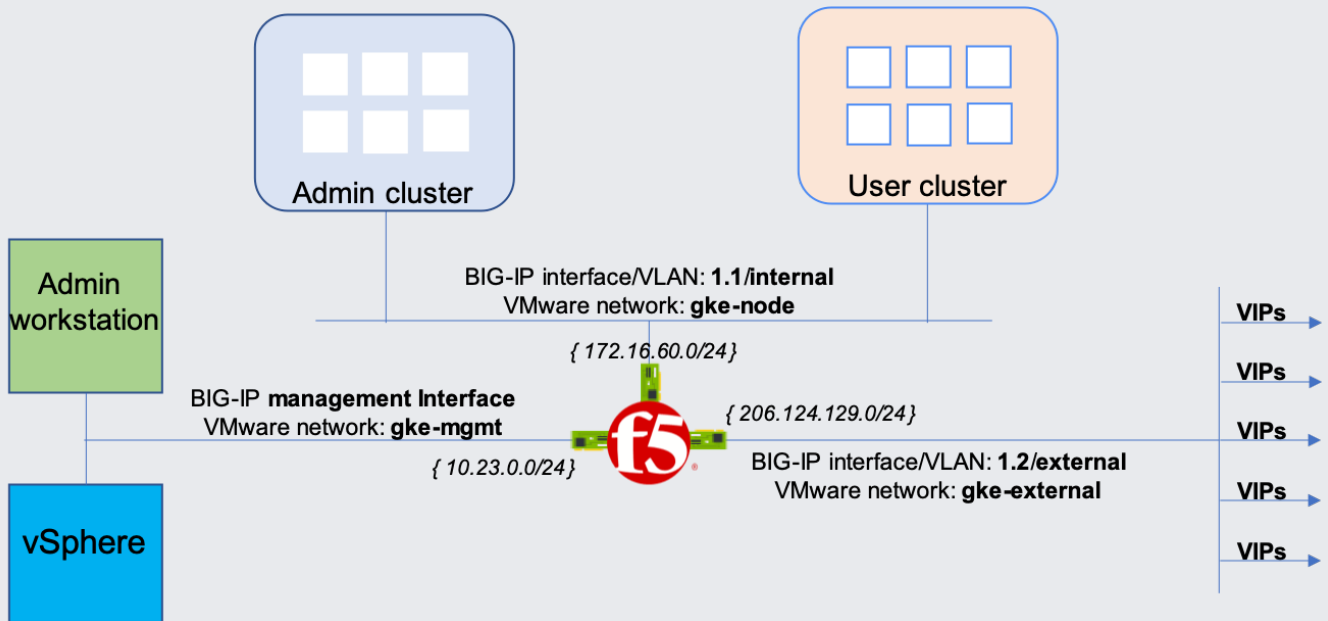 Admin cluster
User cluster
Admin
workstation
BIG-IP interface/VLAN: 1.1/internal
VMware network: gke-node
{ 172.16.60.0/24}
BIG-IP management Interface
VMware network: gke-mgmt
{ 10.23.0.0/24}
f5
{ 206.124.129.0/24}
BIG-IP interface/VLAN: 1.2/external
VMware network: gke-external
vSphere
VIPs
VIPs
VIPs
VIPs
VIPs